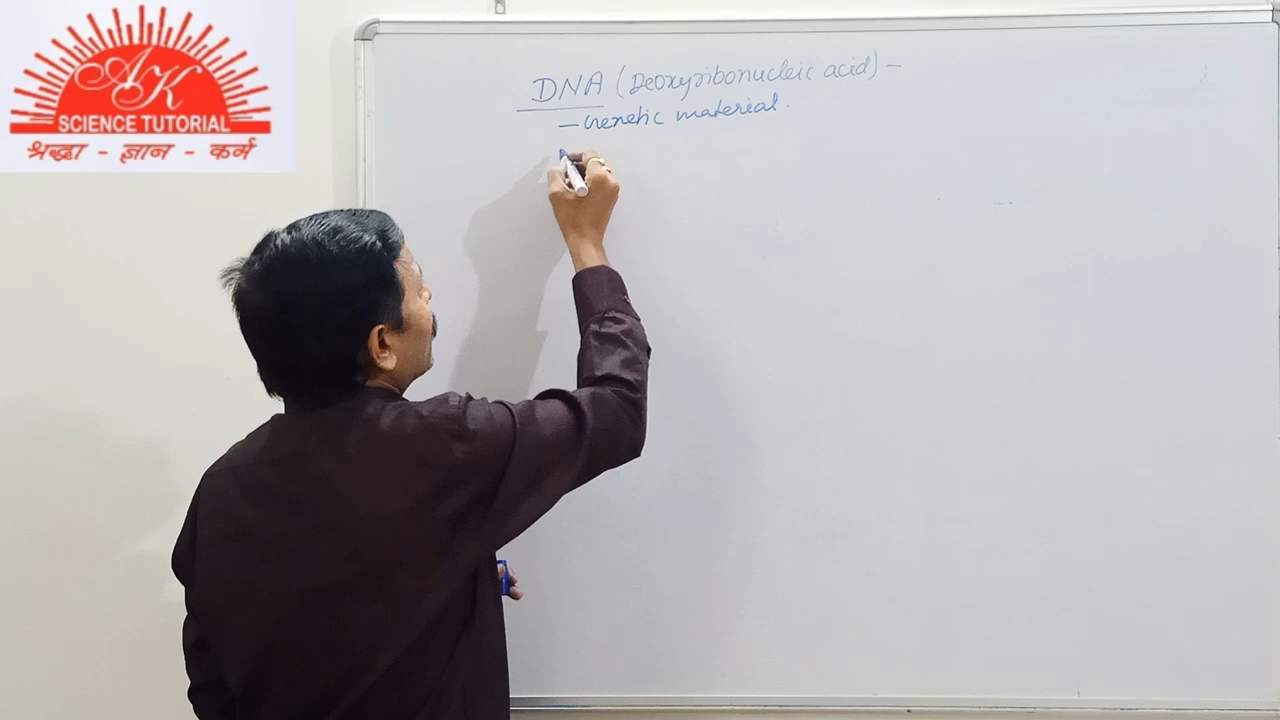 AK
SCIENCE TUTORIAL
श्रद्धा - ज्ञान - कर्म
DNA (Deoxyribonucleic acid) -
- Genetic material.